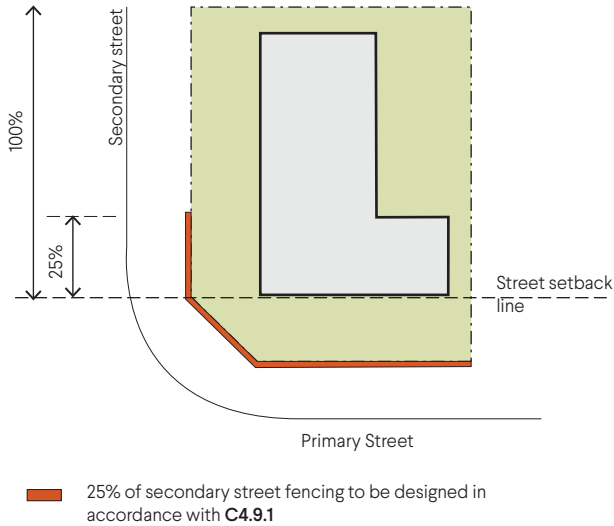 Secondary street
100%
25%
Street setback
line
Primary Street
25% of secondary street fencing to be designed in
accordance with C4.9.1